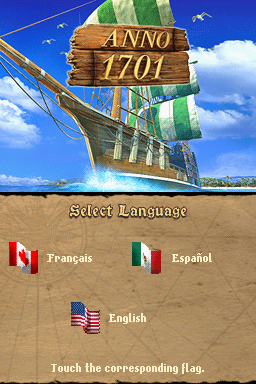 ANNO
1701
Select Language
Français
Español
English
Touch the corresponding flag.